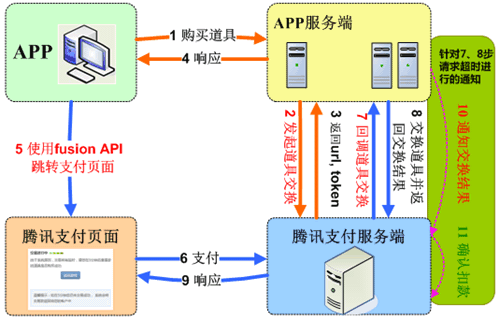 APP
1 购买道具
4 响应
APP服务端
针对7、8步
请求超时进
行的交换
5 使用fusion API
跳转支付页面
2 发起道具交换
3 返回url, token
7 回调道具交换
8 交换道具并返
回交换结果
10 通知交换结果
11 确认扣款
腾讯支付页面
6 支付
9 响应
腾讯支付服务端